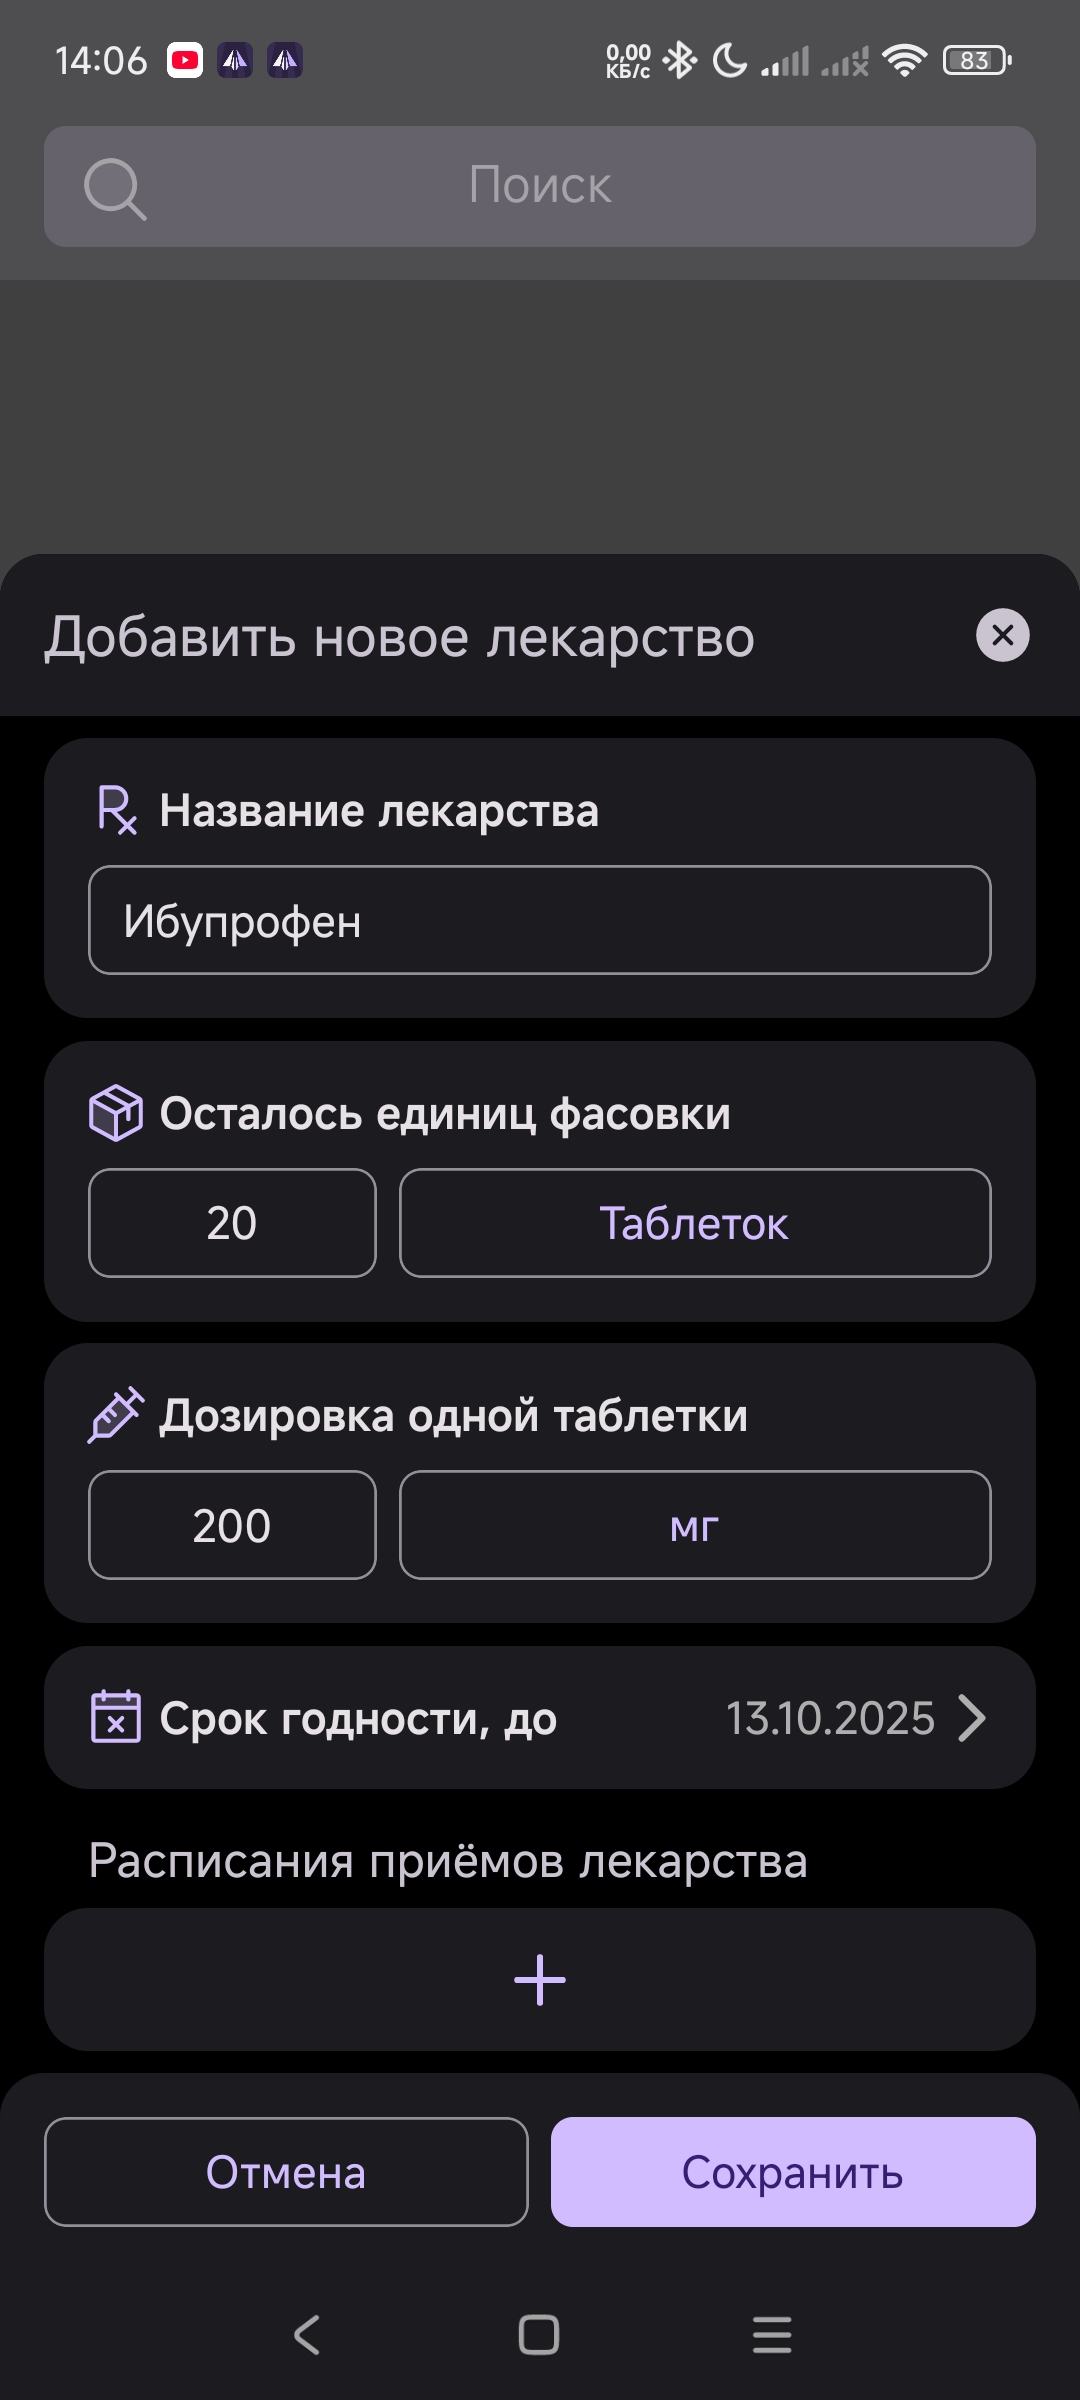 14:06
0,00
КБ/с
83
Поиск
Добавить новое лекарство
Rx Название лекарства
Ибупрофен
Осталось единиц фасовки
20 Таблеток
Дозировка одной таблетки
200 мг
Срок годности, до 13.10.2025
Расписания приёмов лекарства
Отмена Сохранить